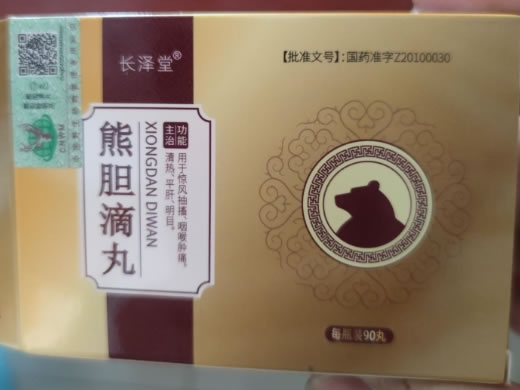 长泽堂®
熊胆滴丸
XIONGDAN DIWAN
功能
主治
清热、平肝、明目。
用于惊风抽搐、咽喉肿痛。
【批准文号】:国药准字Z20100030
每瓶装90丸
CNWM